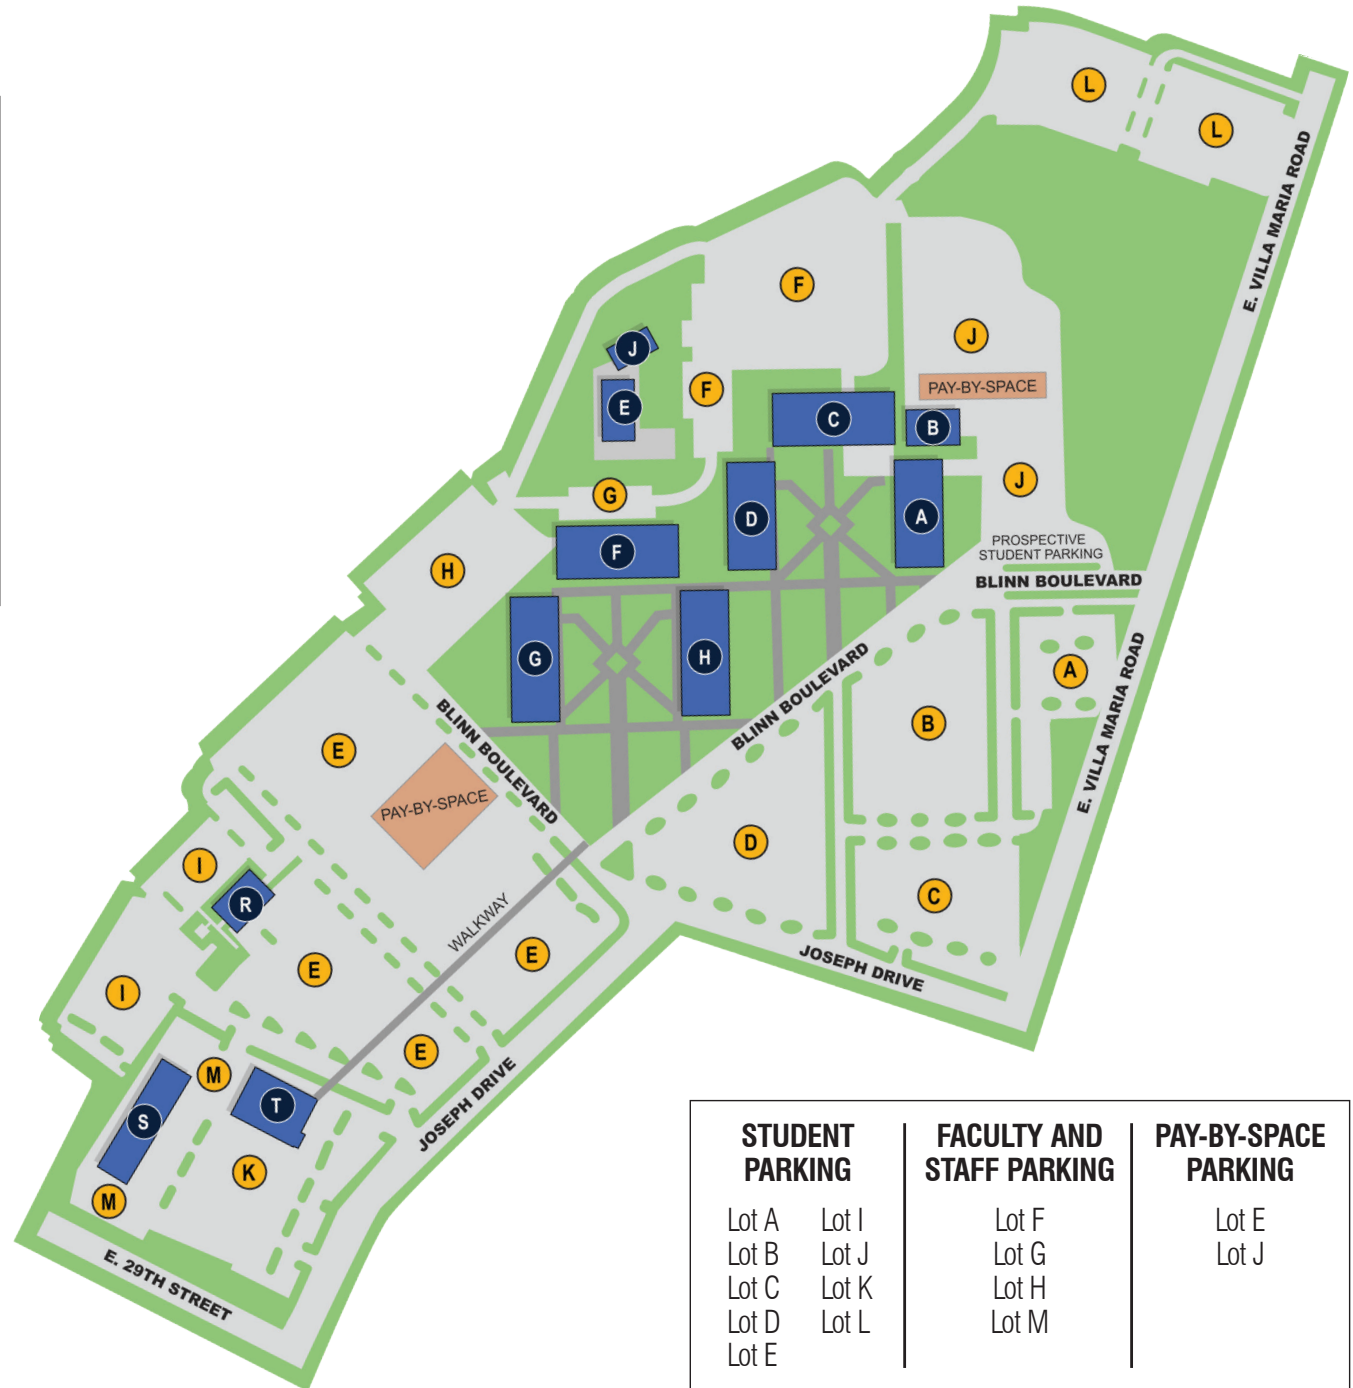 L
L
E. VILLA MARIA ROAD
F
J
J
F
PAY-BY-SPACE
E
C
B
J
G
D
A
F
PROSPECTIVE
STUDENT PARKING
H
BLINN BOULEVARD
G
H
A
BLINN BOULEVARD
B
E. VILLA MARIA ROAD
E
BLINN BOULEVARD
PAY-BY-SPACE
D
I
R
C
WALKWAY
E
E
JOSEPH DRIVE
I
E
M
T
S
JOSEPH DRIVE
K
M
E. 29TH STREET
STUDENT
PARKING
Lot A Lot I
Lot B Lot J
Lot C Lot K
Lot D Lot L
Lot E
FACULTY AND
STAFF PARKING
Lot F
Lot G
Lot H
Lot M
PAY-BY-SPACE
PARKING
Lot E
Lot J